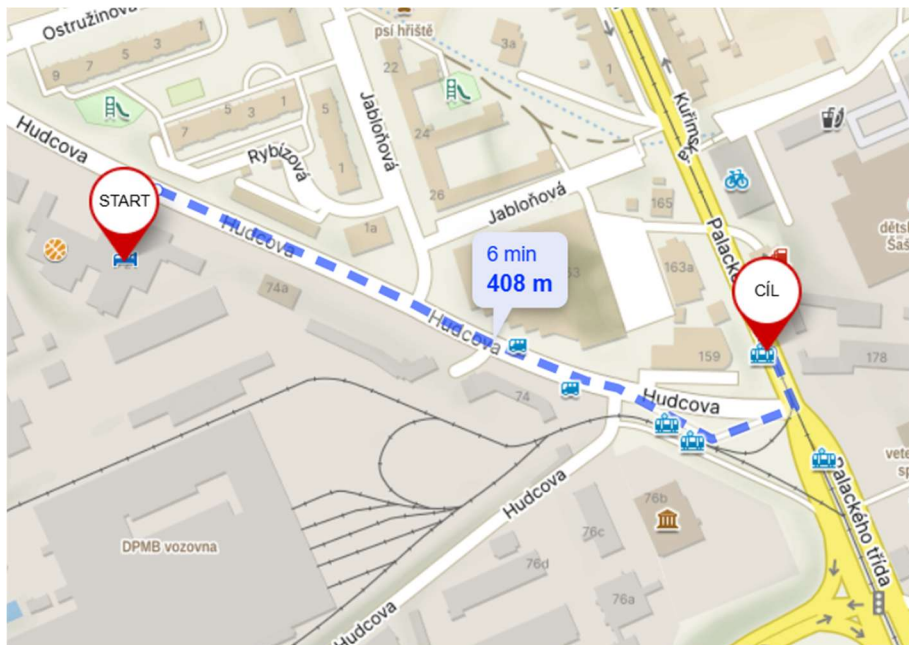 Ostružinová
psí hřiště
3a
1
1
3
5
7
9
22
Kuřimská
Hudcova
7
5
3
1
5
1
Jabloňová
24
26
Rybízová
Jabloňová
165
START
Hudcova
1a
6 min
408 m
163a
Palackého
CÍL
74a
Hudcova
159
178
74
Hudcova
Hudcova
Palackého třída
DPMB vozovna
76b
76c
76d
76a
Hudcova